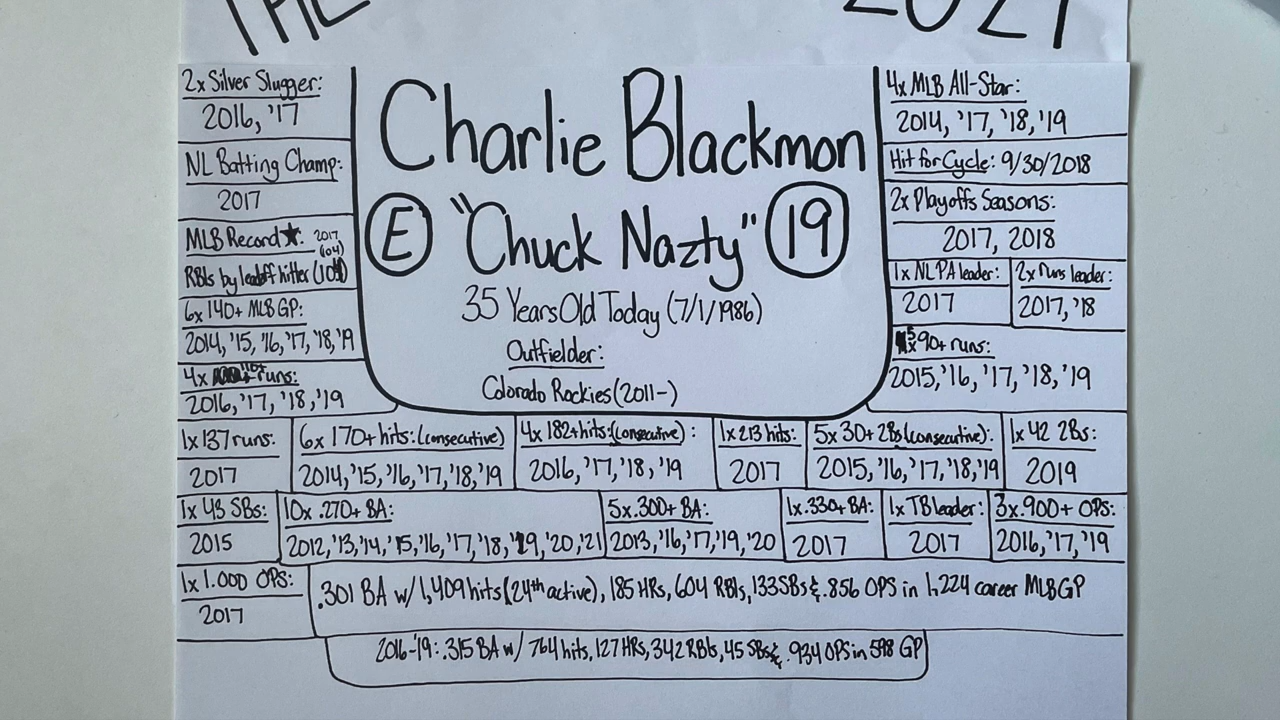 THE 2021
2x Silver Slugger:
2016, '17
NL Batting Champ:
2017
MLB Record★: 2017
(104)
RBIs by leadoff hitter (104)
6x 140+ MLB GP:
2014, '15, '16, '17, '18, '19
4x 110+ runs:
2016, '17, '18, '19
Charlie Blackmon
E "Chuck Nazty" 19
35 Years Old Today (7/1/1986)
Outfielder:
Colorado Rockies (2011-)
4x MLB All-Star:
2014, '17, '18, '19
Hit for Cycle: 9/30/2018
2x Playoffs Seasons:
2017, 2018
1x NL PA leader:
2017
2x runs leader:
2017, '18
5x 90+ runs:
2015, '16, '17, '18, '19
1x 137 runs:
2017
6x 170+ hits: (consecutive)
2014, '15, '16, '17, '18, '19
4x 182+ hits: (consecutive) :
2016, '17, '18, '19
1x 213 hits:
2017
5x 30+ 2Bs (consecutive):
2015, '16, '17, '18, '19
1x 42 2Bs:
2019
1x 43 SBs:
2015
10x .270+ BA:
2012, '13, '14, '15, '16, '17, '18, '19, '20, '21
5x .300+ BA:
2013, '16, '17, '19, '20
1x .330+ BA:
2017
1x TB leader:
2017
3x .900+ OPS:
2016, '17, '19
1x 1.000 OPS:
2017
.301 BA w/ 1,409 hits (24th active), 185 HRs, 604 RBIs, 133 SBs & .856 OPS in 1,224 career MLB GP
2016-19: .315 BA w/ 764 hits, 127 HRs, 342 RBIs, 45 SBs & .934 OPS in 598 GP